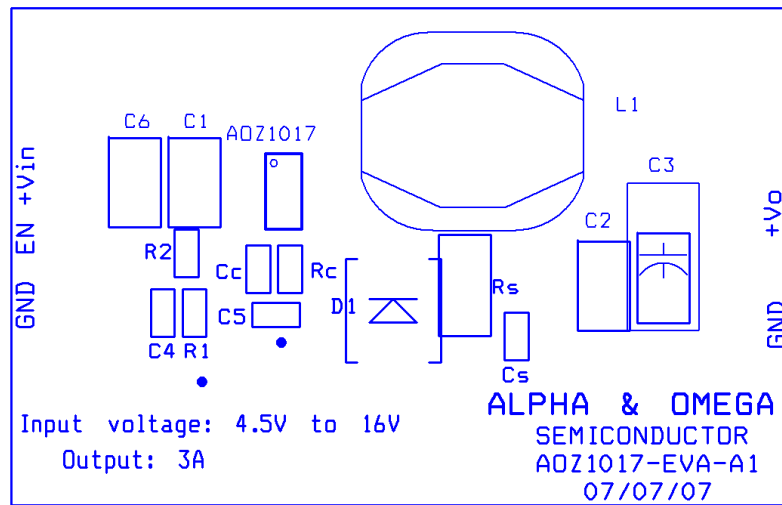 L1
C6
C1
AOZ1017
C3
GND EN +Vin
C2
+Vo
R2
Cc
Rc
D1
Rs
C5
GND
C4
R1
Cs
ALPHA & OMEGA
SEMICONDUCTOR
AOZ1017-EVA-A1
07/07/07
Input voltage: 4.5V to 16V
Output: 3A